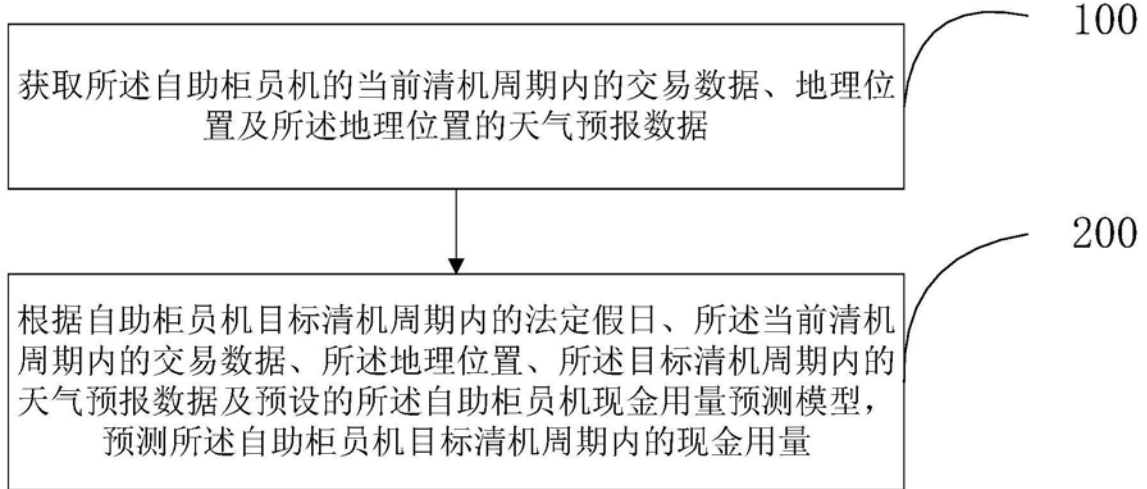 100
获取所述自助柜员机的当前清机周期内的交易数据、地理位
置及所述地理位置的天气预报数据
200
根据自助柜员机目标清机周期内的法定假日、所述当前清机
周期内的交易数据、所述地理位置、所述目标清机周期内的
天气预报数据及预设的所述自助柜员机现金用量预测模型，
预测所述自助柜员机目标清机周期内的现金用量